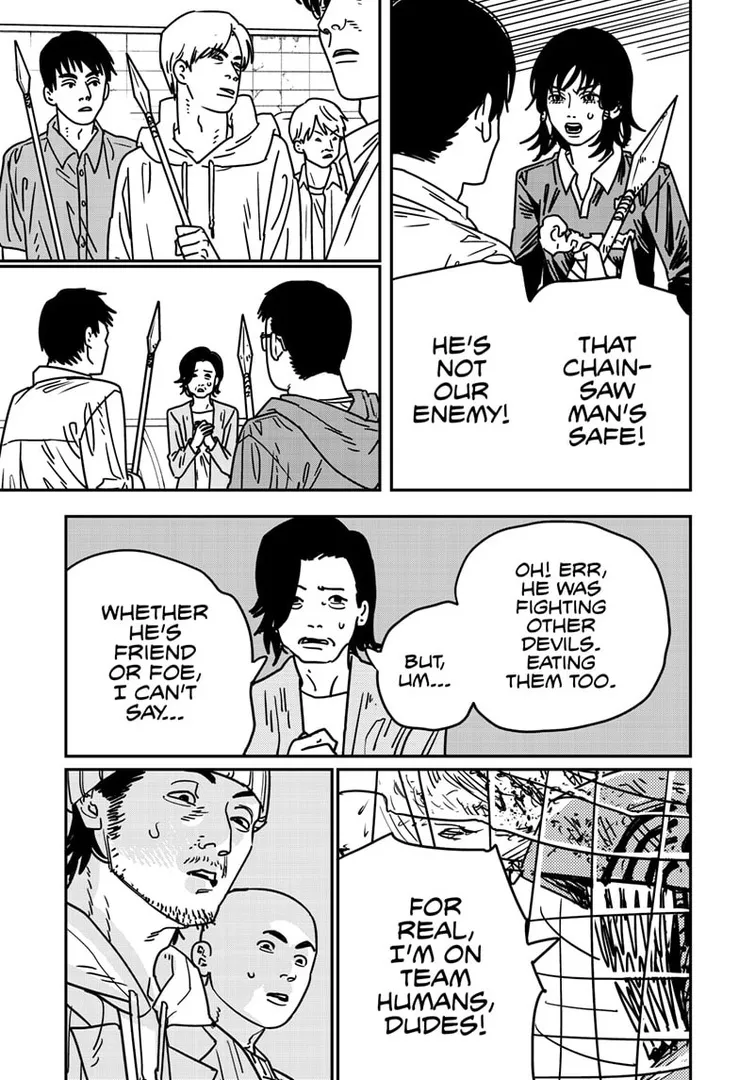 THAT
CHAIN-
SAW
MAN'S
SAFE!
HE'S
NOT
OUR
ENEMY!
OH! ERR,
HE WAS
FIGHTING
OTHER
DEVILS.
EATING
THEM TOO.
BUT,
UM...
WHETHER
HE'S
FRIEND
OR FOE,
I CAN'T
SAY...
FOR
REAL,
I'M ON
TEAM
HUMANS,
DUDES!